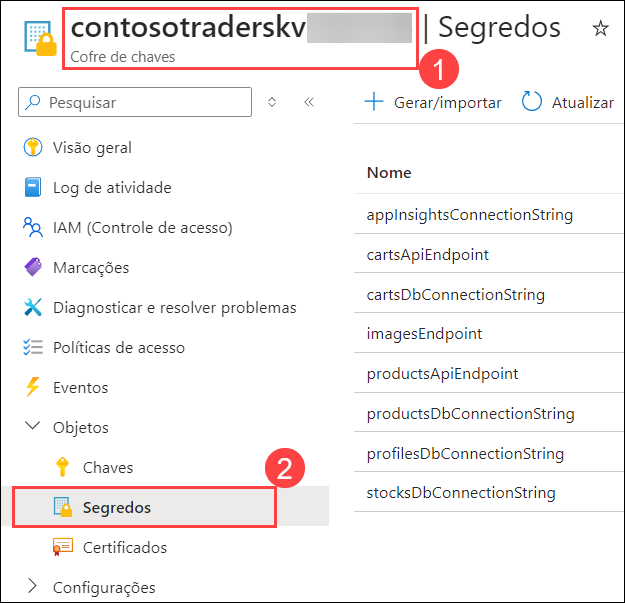 contosotraderskv | Segredos
Cofre de chaves
1
Pesquisar
Gerar/importar
Atualizar
Visão geral
Log de atividade
IAM (Controle de acesso)
Marcações
Diagnosticar e resolver problemas
Políticas de acesso
Eventos
Objetos
Chaves
2
Segredos
Certificados
Configurações
Nome
appInsightsConnectionString
cartsApiEndpoint
cartsDbConnectionString
imagesEndpoint
productsApiEndpoint
productsDbConnectionString
profilesDbConnectionString
stocksDbConnectionString